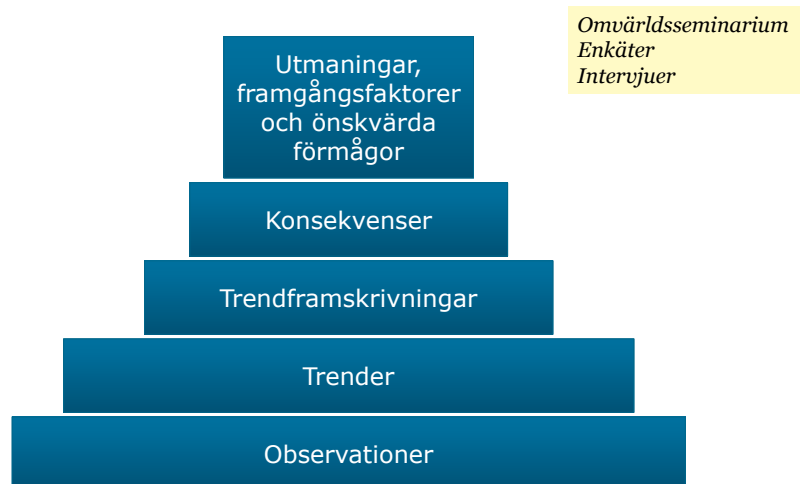 Omvärldsseminarium
Enkäter
Intervjuer
Utmaningar,
framgångsfaktorer
och önskvärda
förmågor
Konsekvenser
Trendframskrivningar
Trender
Observationer